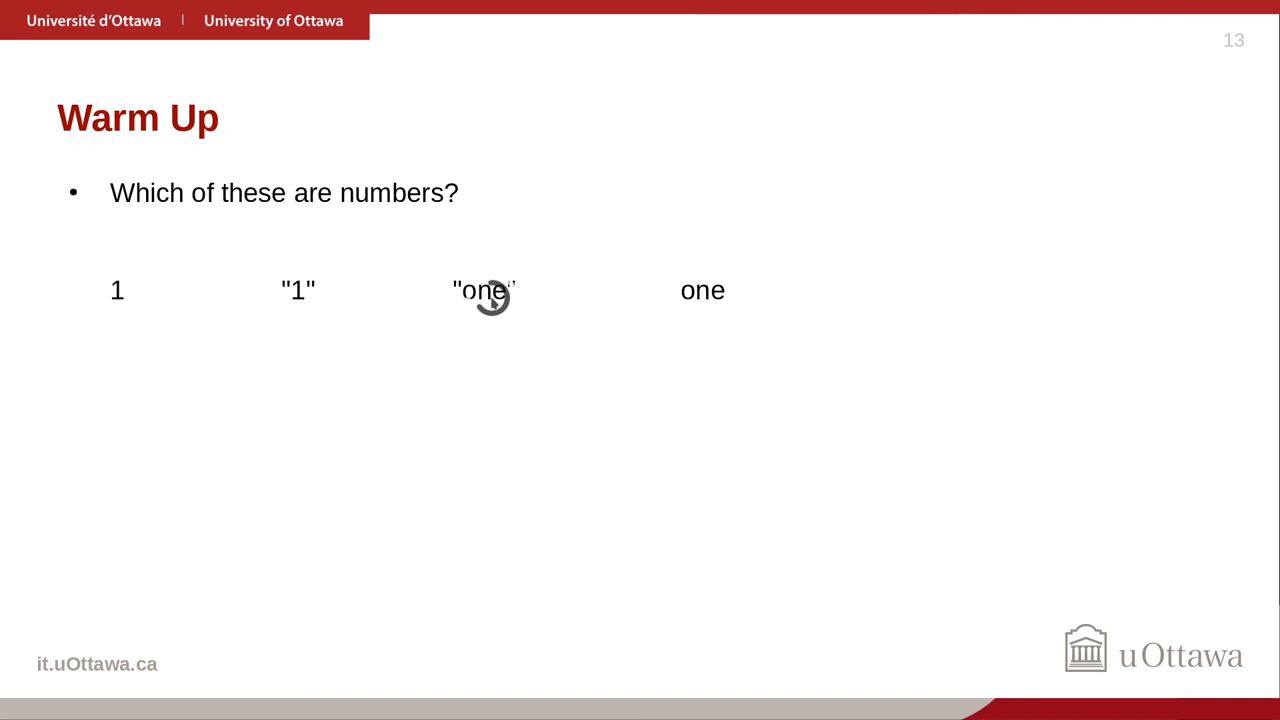 Université d'Ottawa | University of Ottawa
13
Warm Up
• Which of these are numbers?
1 "1" "one" one
it.uOttawa.ca
uOttawa